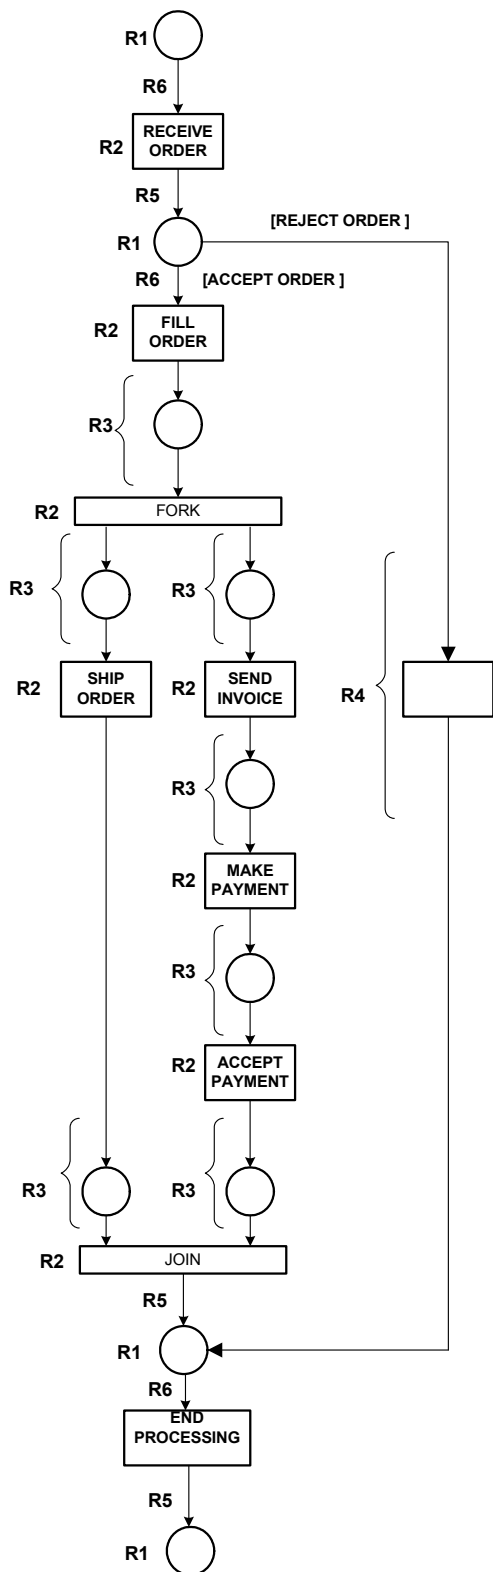 R1
R6
RECEIVE
R2
ORDER
R5
[REJECT ORDER ]
R1
R6
[ACCEPT ORDER ]
FILL
R2
ORDER
R3
R2
FORK
R3
R3
R2
SHIP
ORDER
R2
SEND
INVOICE
R4
R3
R2
MAKE
PAYMENT
R3
R2
ACCEPT
PAYMENT
R3
R3
R2
JOIN
R5
R1
R6
END
PROCESSING
R5
R1